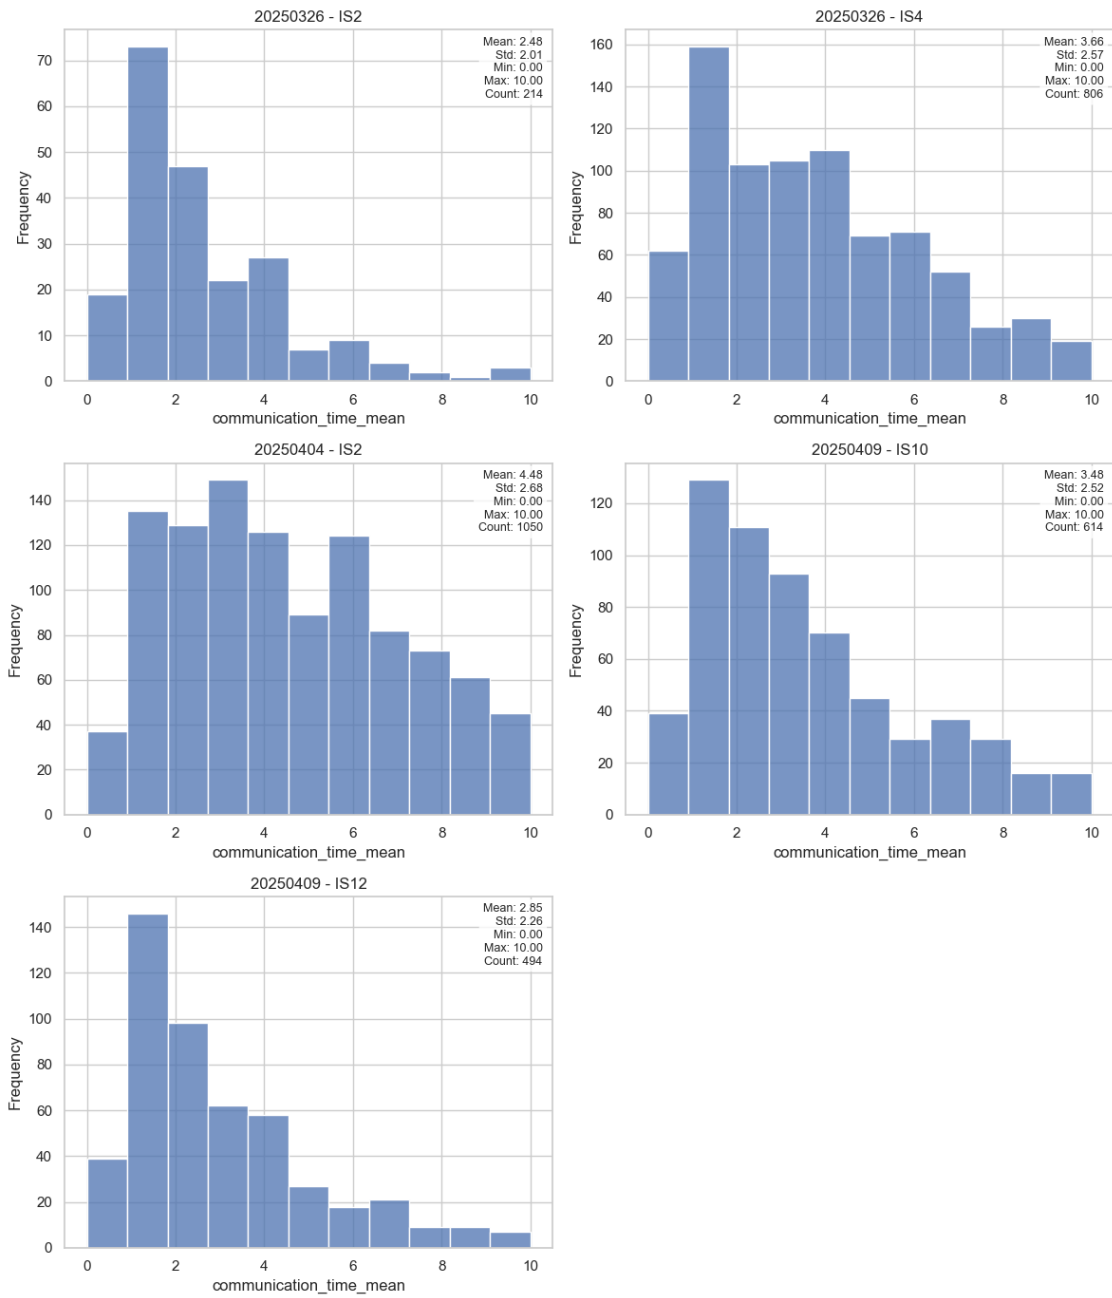 20250326 - IS2
Mean: 2.48
Std: 2.01
Min: 0.00
Max: 10.00
Count: 214
70
60
50
40
30
20
10
0
Frequency
0 2 4 6 8 10
communication_time_mean
20250326 - IS4
Mean: 3.66
Std: 2.57
Min: 0.00
Max: 10.00
Count: 806
160
140
120
100
80
60
40
20
0
Frequency
0 2 4 6 8 10
communication_time_mean
20250404 - IS2
Mean: 4.48
Std: 2.68
Min: 0.00
Max: 10.00
Count: 1050
140
120
100
80
60
40
20
0
Frequency
0 2 4 6 8 10
communication_time_mean
20250409 - IS10
Mean: 3.48
Std: 2.52
Min: 0.00
Max: 10.00
Count: 614
120
100
80
60
40
20
0
Frequency
0 2 4 6 8 10
communication_time_mean
20250409 - IS12
Mean: 2.85
Std: 2.26
Min: 0.00
Max: 10.00
Count: 494
140
120
100
80
60
40
20
0
Frequency
0 2 4 6 8 10
communication_time_mean